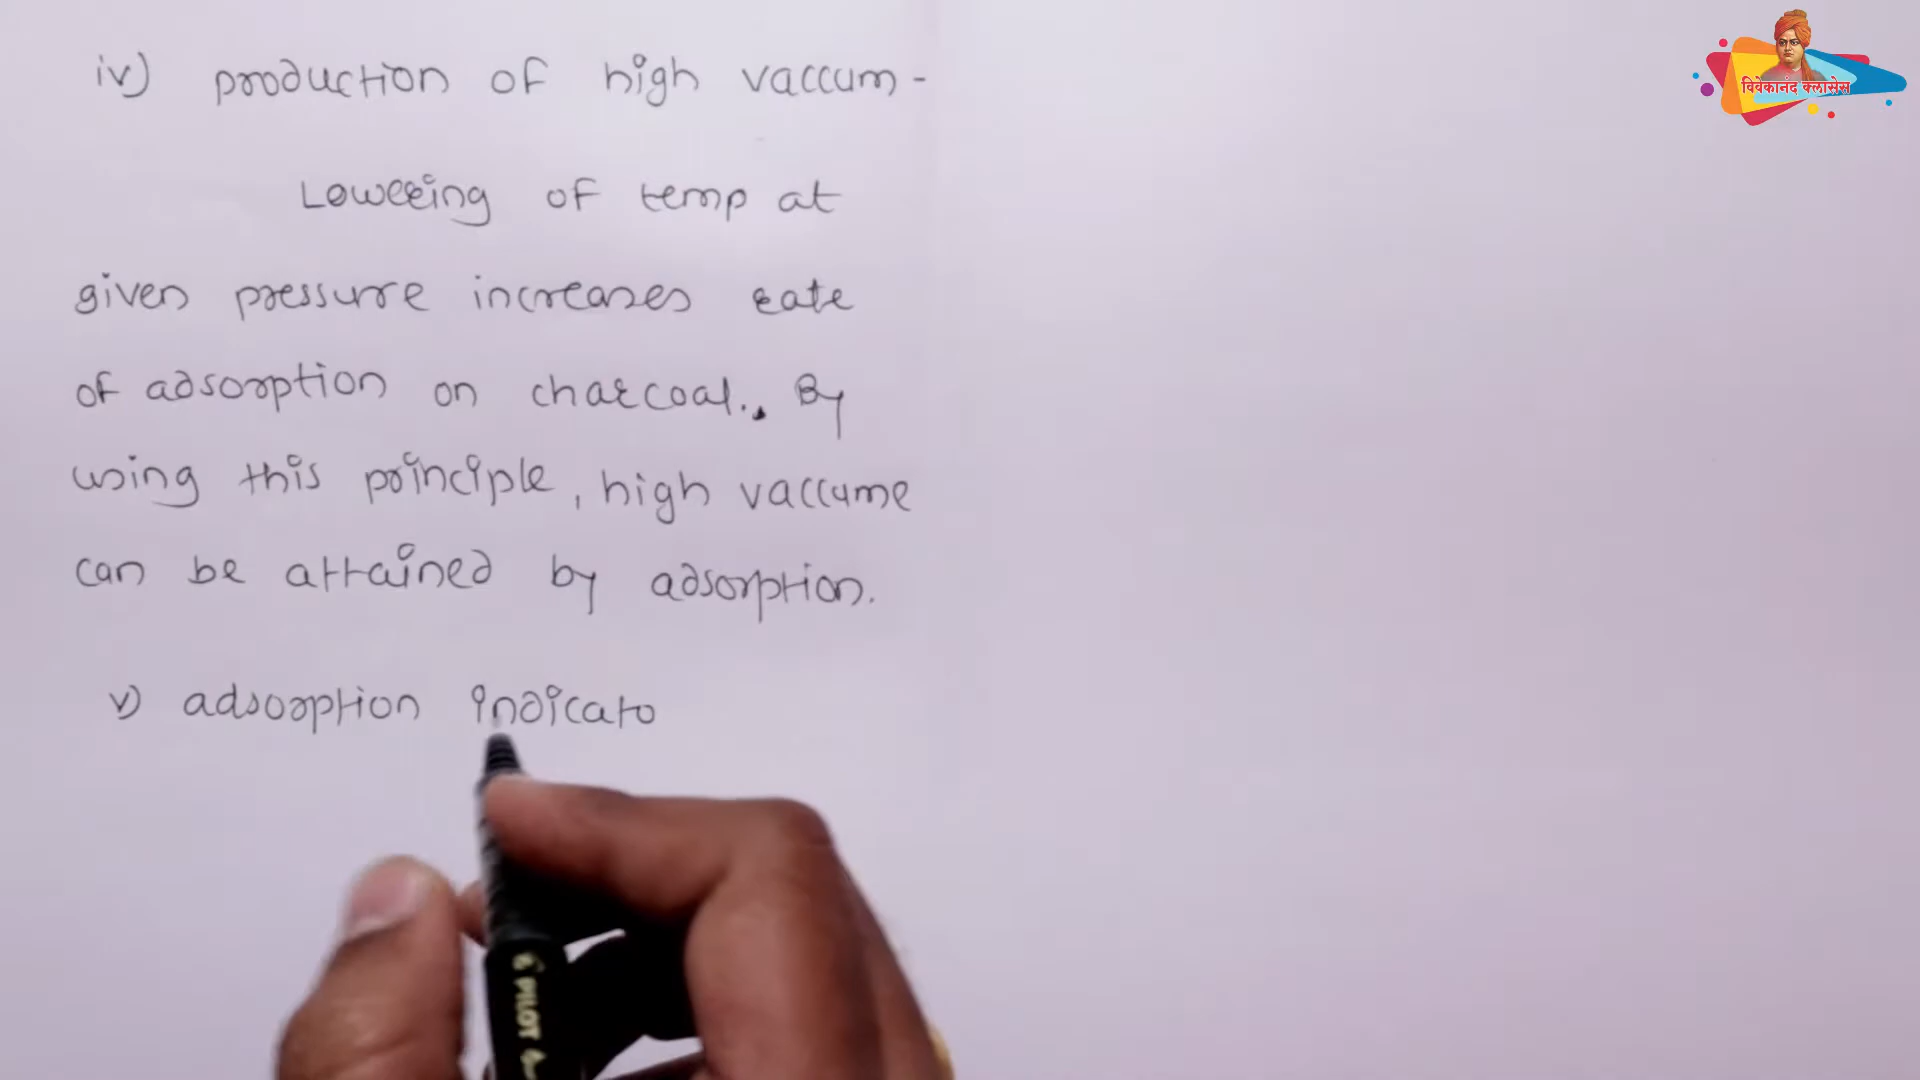 iv) production of high vaccum -
Lowering of temp at
given pressure increases rate
of adsorption on charcoal. By
using this principle, high vaccume
can be attained by adsorption.
v) adsorption indicato
विवेकानंद क्लासेस
PILOT